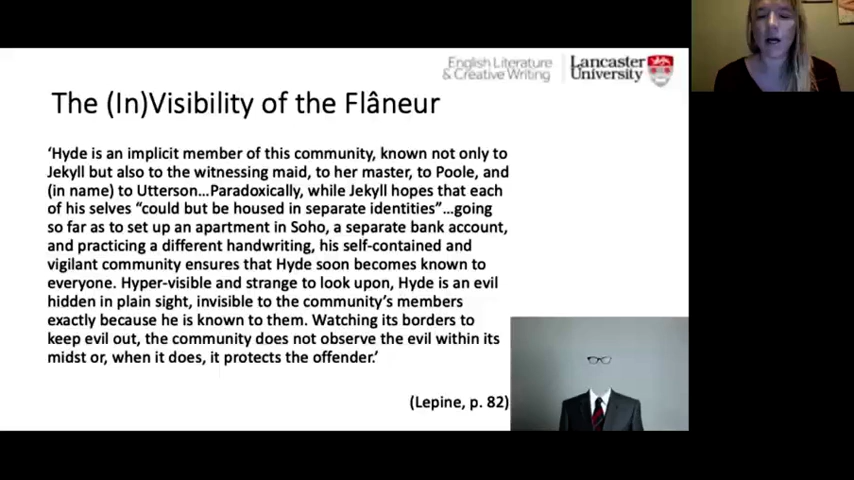 English Literature
& Creative Writing
Lancaster
University
The (In)Visibility of the Flâneur
‘Hyde is an implicit member of this community, known not only to
Jekyll but also to the witnessing maid, to her master, to Poole, and
(in name) to Utterson...Paradoxically, while Jekyll hopes that each
of his selves “could but be housed in separate identities”...going
so far as to set up an apartment in Soho, a separate bank account,
and practicing a different handwriting, his self-contained and
vigilant community ensures that Hyde soon becomes known to
everyone. Hyper-visible and strange to look upon, Hyde is an evil
hidden in plain sight, invisible to the community’s members
exactly because he is known to them. Watching its borders to
keep evil out, the community does not observe the evil within its
midst or, when it does, it protects the offender.’
(Lepine, p. 82)